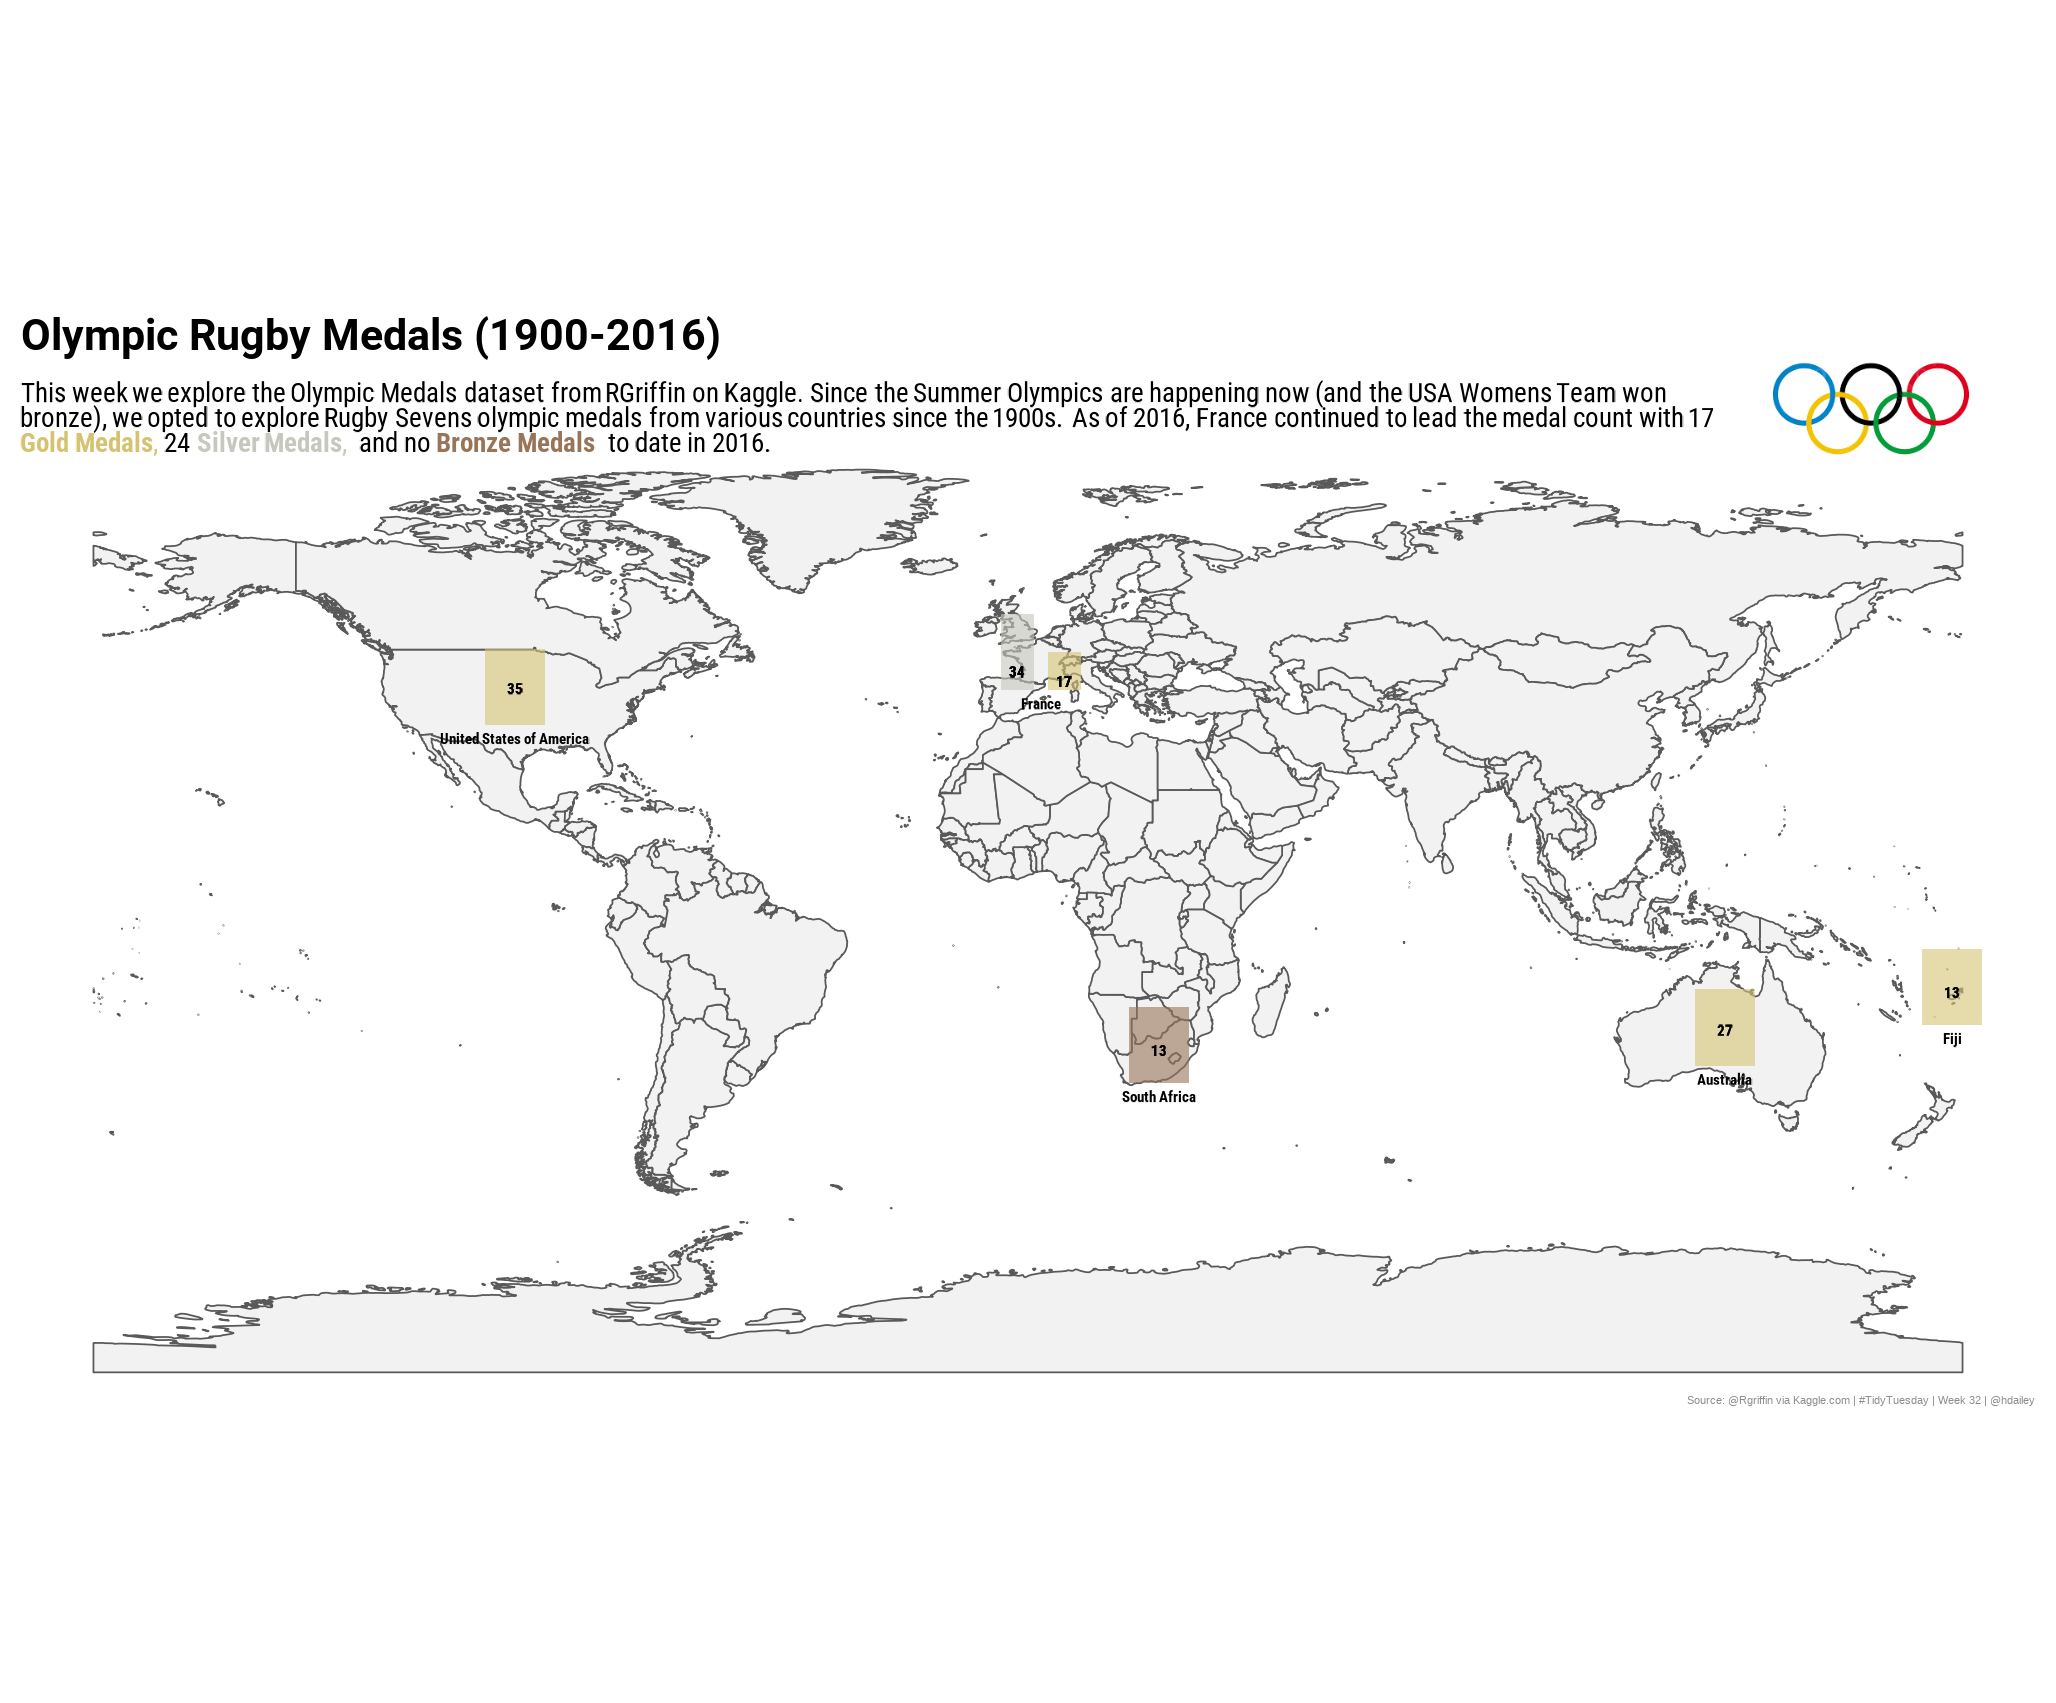 Olympic Rugby Medals (1900-2016)
This week we explore the Olympic Medals dataset from RGriffin on Kaggle. Since the Summer Olympics are happening now (and the USA Womens Team won
bronze), we opted to explore Rugby Sevens olympic medals from various countries since the 1900s. As of 2016, France continued to lead the medal count with 17
Gold Medals, 24 Silver Medals, and no Bronze Medals to date in 2016.
34
17
France
35
United States of America
13
Fiji
27
Australia
13
South Africa
Source: @Rgriffin via Kaggle.com | #TidyTuesday | Week 32 | @hdailey